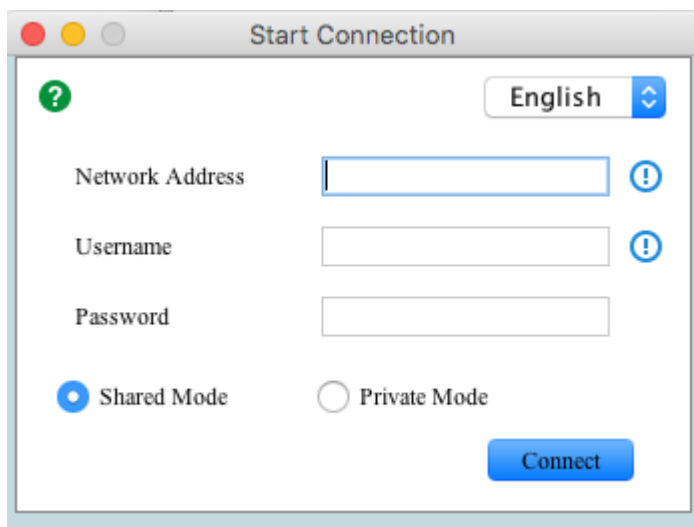 Start Connection
?
English
Network Address
!
Username
!
Password
Shared Mode
Private Mode
Connect